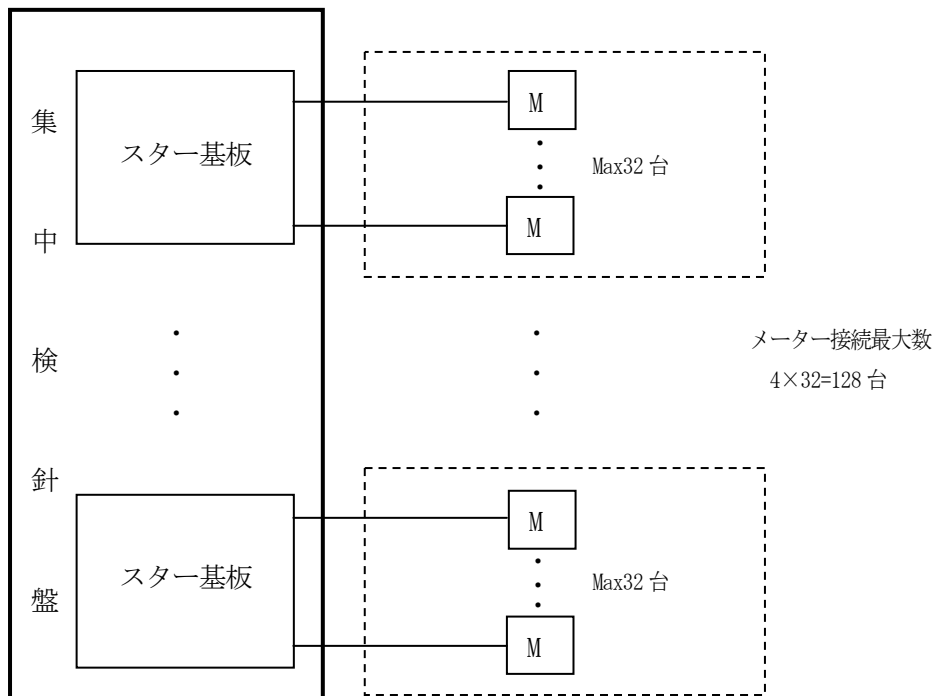 集中検針盤
スター基板
M
Max32 台
M
メーター接続最大数
4×32=128 台
スター基板
M
Max32 台
M